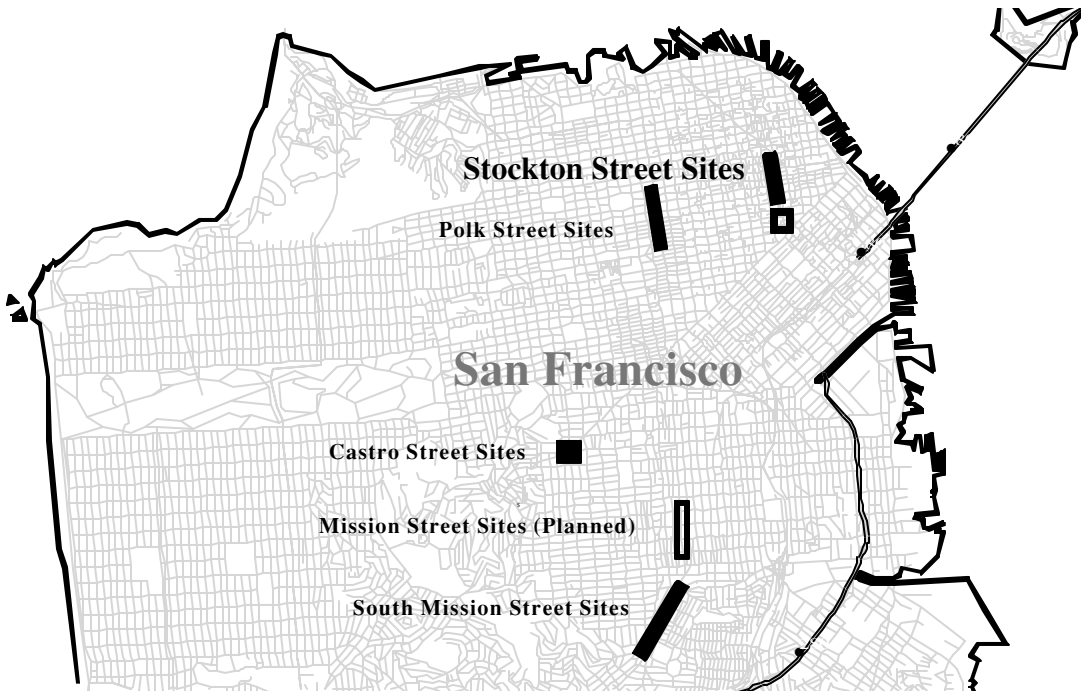 Stockton Street Sites
Polk Street Sites
San Francisco
Castro Street Sites
Mission Street Sites (Planned)
South Mission Street Sites